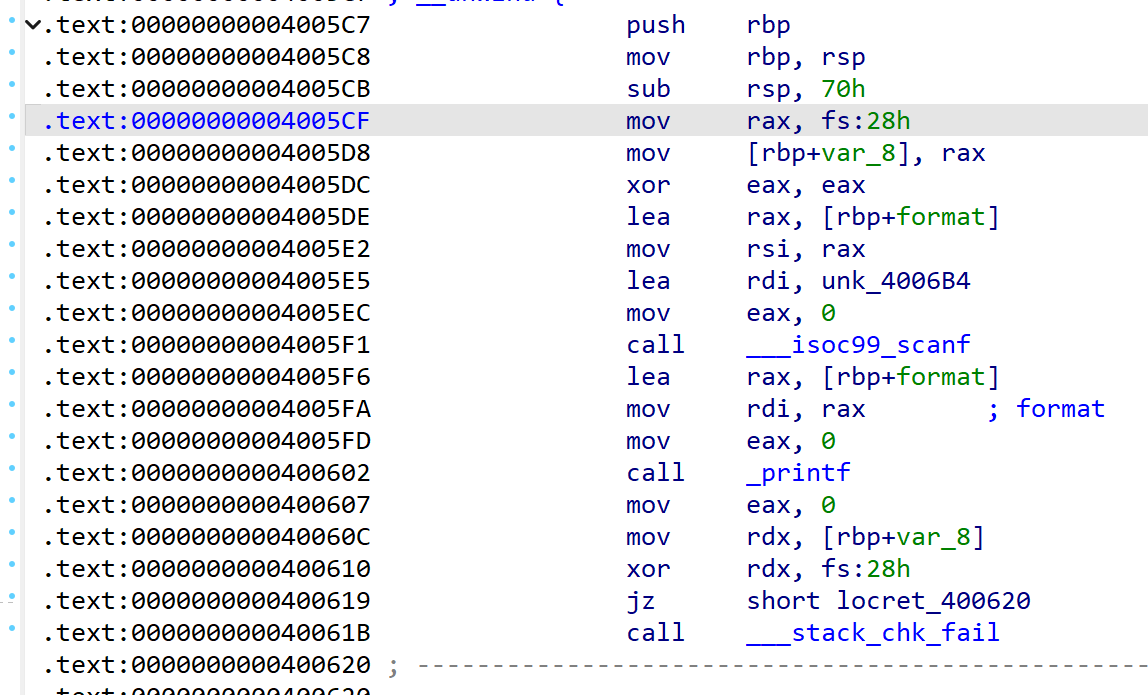 .text:00000000004005C7 push rbp
.text:00000000004005C8 mov rbp, rsp
.text:00000000004005CB sub rsp, 70h
.text:00000000004005CF mov rax, fs:28h
.text:00000000004005D8 mov [rbp+var_8], rax
.text:00000000004005DC xor eax, eax
.text:00000000004005DE lea rax, [rbp+format]
.text:00000000004005E2 mov rsi, rax
.text:00000000004005E5 lea rdi, unk_4006B4
.text:00000000004005EC mov eax, 0
.text:00000000004005F1 call ___isoc99_scanf
.text:00000000004005F6 lea rax, [rbp+format]
.text:00000000004005FA mov rdi, rax ; format
.text:00000000004005FD mov eax, 0
.text:0000000000400602 call _printf
.text:0000000000400607 mov eax, 0
.text:000000000040060C mov rdx, [rbp+var_8]
.text:0000000000400610 xor rdx, fs:28h
.text:0000000000400619 jz short locret_400620
.text:000000000040061B call ___stack_chk_fail
.text:0000000000400620 ; ---------------------------------------------------